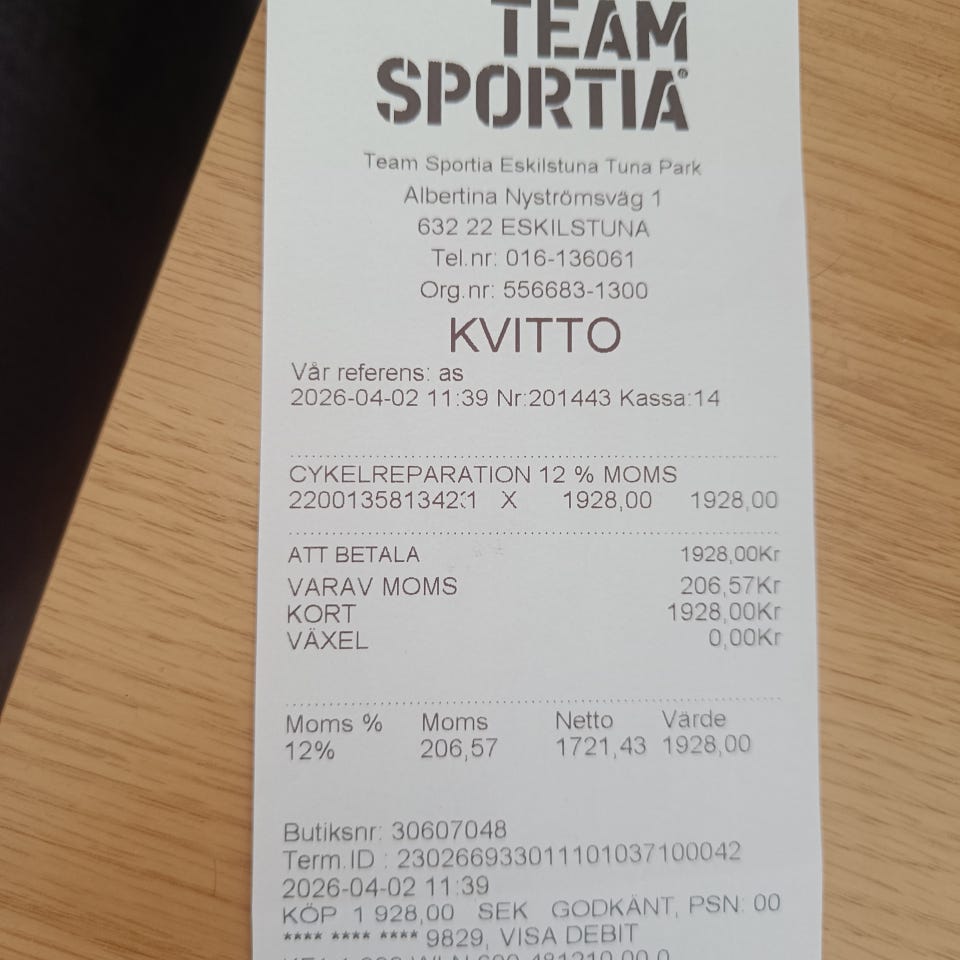 TEAM
SPORTIA®
Team Sportia Eskilstuna Tuna Park
Albertina Nyströmsväg 1
632 22 ESKILSTUNA
Tel.nr: 016-136061
Org.nr: 556683-1300
KVITTO
Vår referens: as
2026-04-02 11:39 Nr:201443 Kassa:14
CYKELREPARATION 12 % MOMS
X 1928,00 1928,00
ATT BETALA 1928,00Kr
VARAV MOMS 206,57Kr
KORT 1928,00Kr
VÄXEL 0,00Kr
Moms % Moms Netto Värde
12% 206,57 1721,43 1928,00
Butiksnr: 30607048
Term.ID : 2302669330111101037100042
2026-04-02 11:39
KÖP 1 928,00 SEK GODKÄNT, PSN: 00
**** **** **** 9829, VISA DEBIT